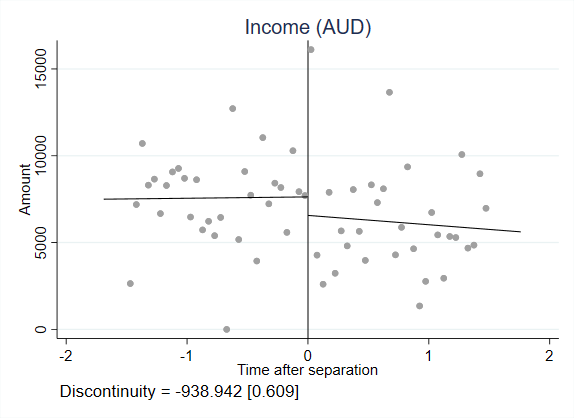 Income (AUD)
Amount
15000
10000
5000
0
-2
-1
0
1
2
Time after separation
Discontinuity = -938.942 [0.609]